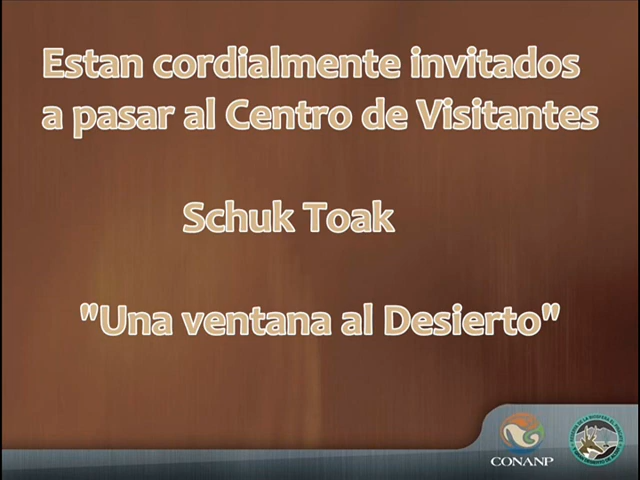 Estan cordialmente invitados
a pasar al Centro de Visitantes
Schuk Toak
"Una ventana al Desierto"
CONANP